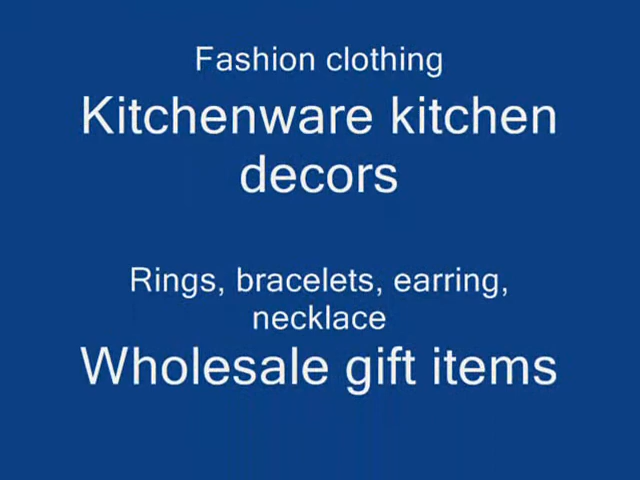 Fashion clothing
Kitchenware kitchen
decors
Rings, bracelets, earring,
necklace
Wholesale gift items